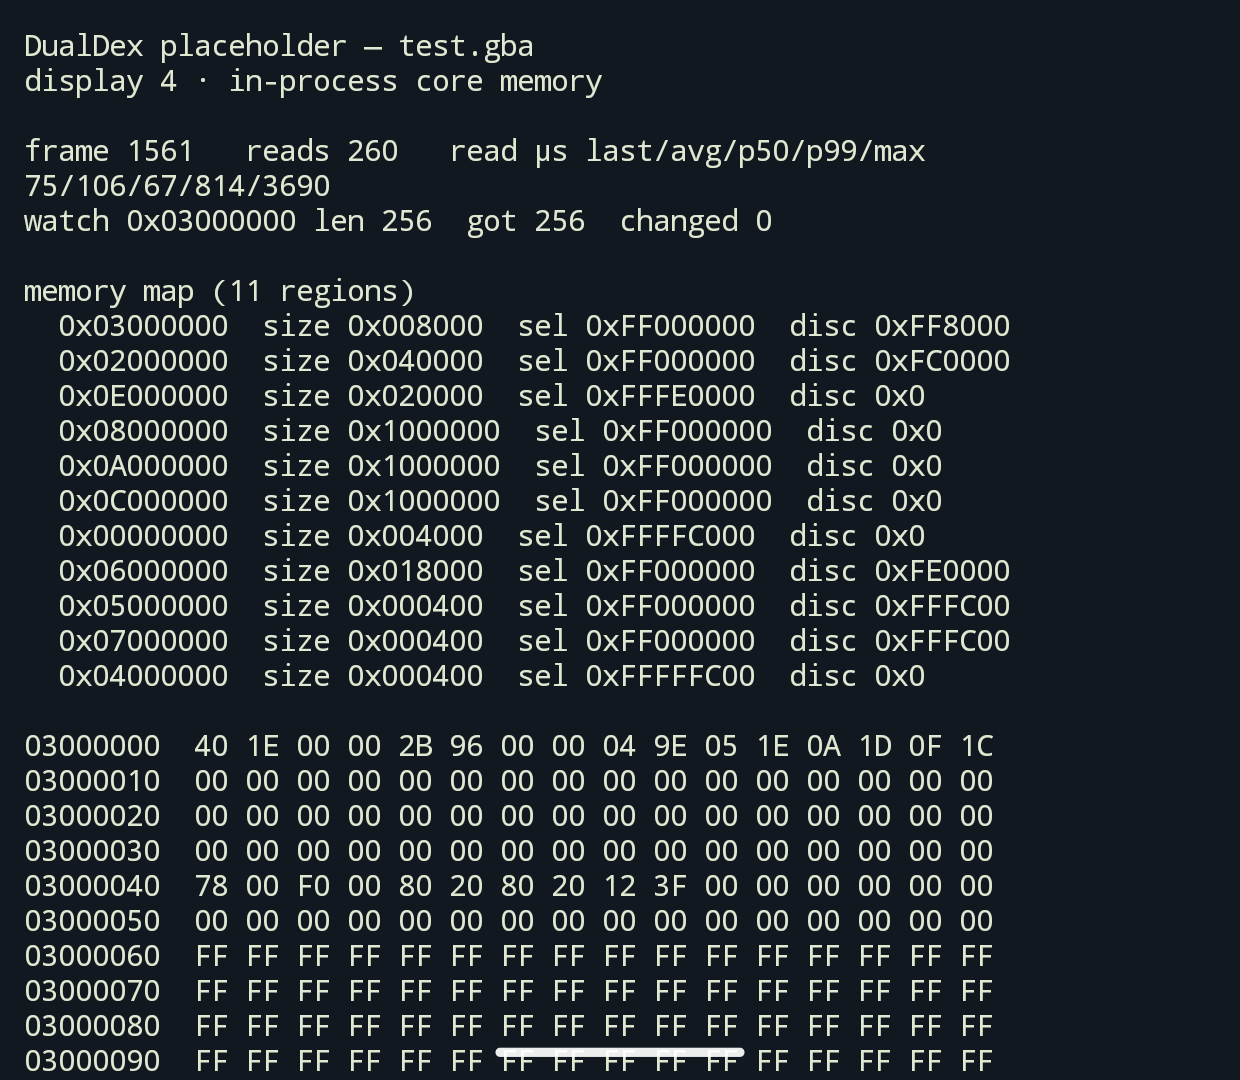 DualDex placeholder — test.gba
display 4 · in-process core memory
frame 1561   reads 260   read µs last/avg/p50/p99/max
75/106/67/814/3690
watch 0x03000000 len 256  got 256  changed 0
memory map (11 regions)
  0x03000000  size 0x008000  sel 0xFF000000  disc 0xFF8000
  0x02000000  size 0x040000  sel 0xFF000000  disc 0xFC0000
  0x0E000000  size 0x020000  sel 0xFFFE0000  disc 0x0
  0x08000000  size 0x1000000  sel 0xFF000000  disc 0x0
  0x0A000000  size 0x1000000  sel 0xFF000000  disc 0x0
  0x0C000000  size 0x1000000  sel 0xFF000000  disc 0x0
  0x00000000  size 0x004000  sel 0xFFFFC000  disc 0x0
  0x06000000  size 0x018000  sel 0xFF000000  disc 0xFE0000
  0x05000000  size 0x000400  sel 0xFF000000  disc 0xFFFC00
  0x07000000  size 0x000400  sel 0xFF000000  disc 0xFFFC00
  0x04000000  size 0x000400  sel 0xFFFFFC00  disc 0x0
03000000  40 1E 00 00 2B 96 00 00 04 9E 05 1E 0A 1D 0F 1C
03000010  00 00 00 00 00 00 00 00 00 00 00 00 00 00 00 00
03000020  00 00 00 00 00 00 00 00 00 00 00 00 00 00 00 00
03000030  00 00 00 00 00 00 00 00 00 00 00 00 00 00 00 00
03000040  78 00 F0 00 80 20 80 20 12 3F 00 00 00 00 00 00
03000050  00 00 00 00 00 00 00 00 00 00 00 00 00 00 00 00
03000060  FF FF FF FF FF FF FF FF FF FF FF FF FF FF FF FF
03000070  FF FF FF FF FF FF FF FF FF FF FF FF FF FF FF FF
03000080  FF FF FF FF FF FF FF FF FF FF FF FF FF FF FF FF
03000090  FF FF FF FF FF FF FF FF FF FF FF FF FF FF FF FF